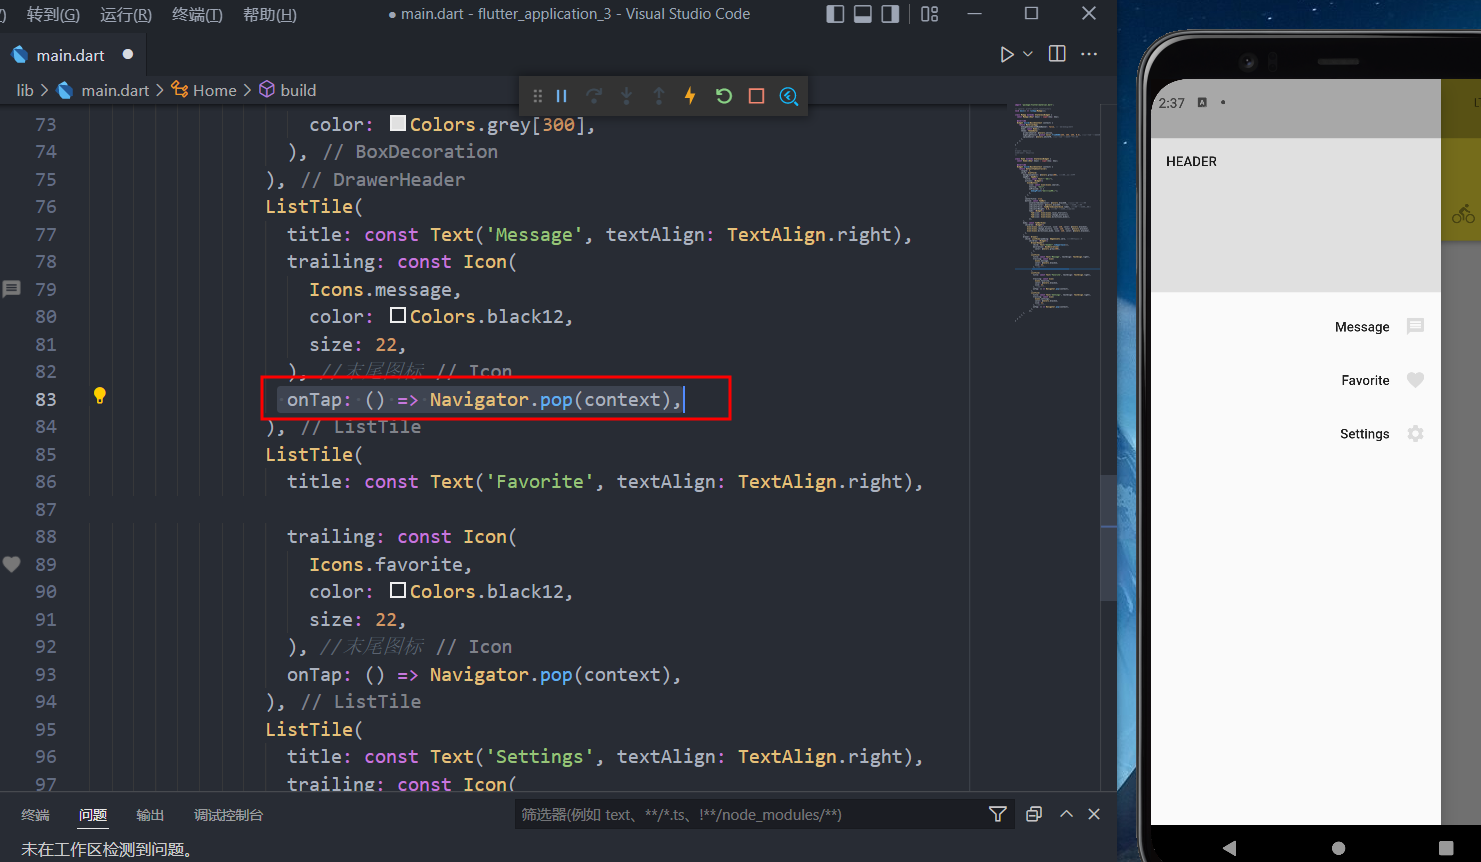 转到(G) 运行(R) 终端(T) 帮助(H) ● main.dart - flutter_application_3 - Visual Studio Code
main.dart ●
lib > main.dart > Home > build
73 color: Colors.grey[300],
74 ), // BoxDecoration
75 ), // DrawerHeader
76 ListTile(
77 title: const Text('Message', textAlign: TextAlign.right),
78 trailing: const Icon(
79 Icons.message,
80 color: Colors.black12,
81 size: 22,
82 ), //末尾图标 // Icon
83 onTap: () => Navigator.pop(context),
84 ), // ListTile
85 ListTile(
86 title: const Text('Favorite', textAlign: TextAlign.right),
87
88 trailing: const Icon(
89 Icons.favorite,
90 color: Colors.black12,
91 size: 22,
92 ), //末尾图标 // Icon
93 onTap: () => Navigator.pop(context),
94 ), // ListTile
95 ListTile(
96 title: const Text('Settings', textAlign: TextAlign.right),
97 trailing: const Icon(
终端 问题 输出 调试控制台 筛选器(例如 text、**/*.ts、!**/node_modules/**)
未在工作区检测到问题。
2:37 A
HEADER
Message
Favorite
Settings